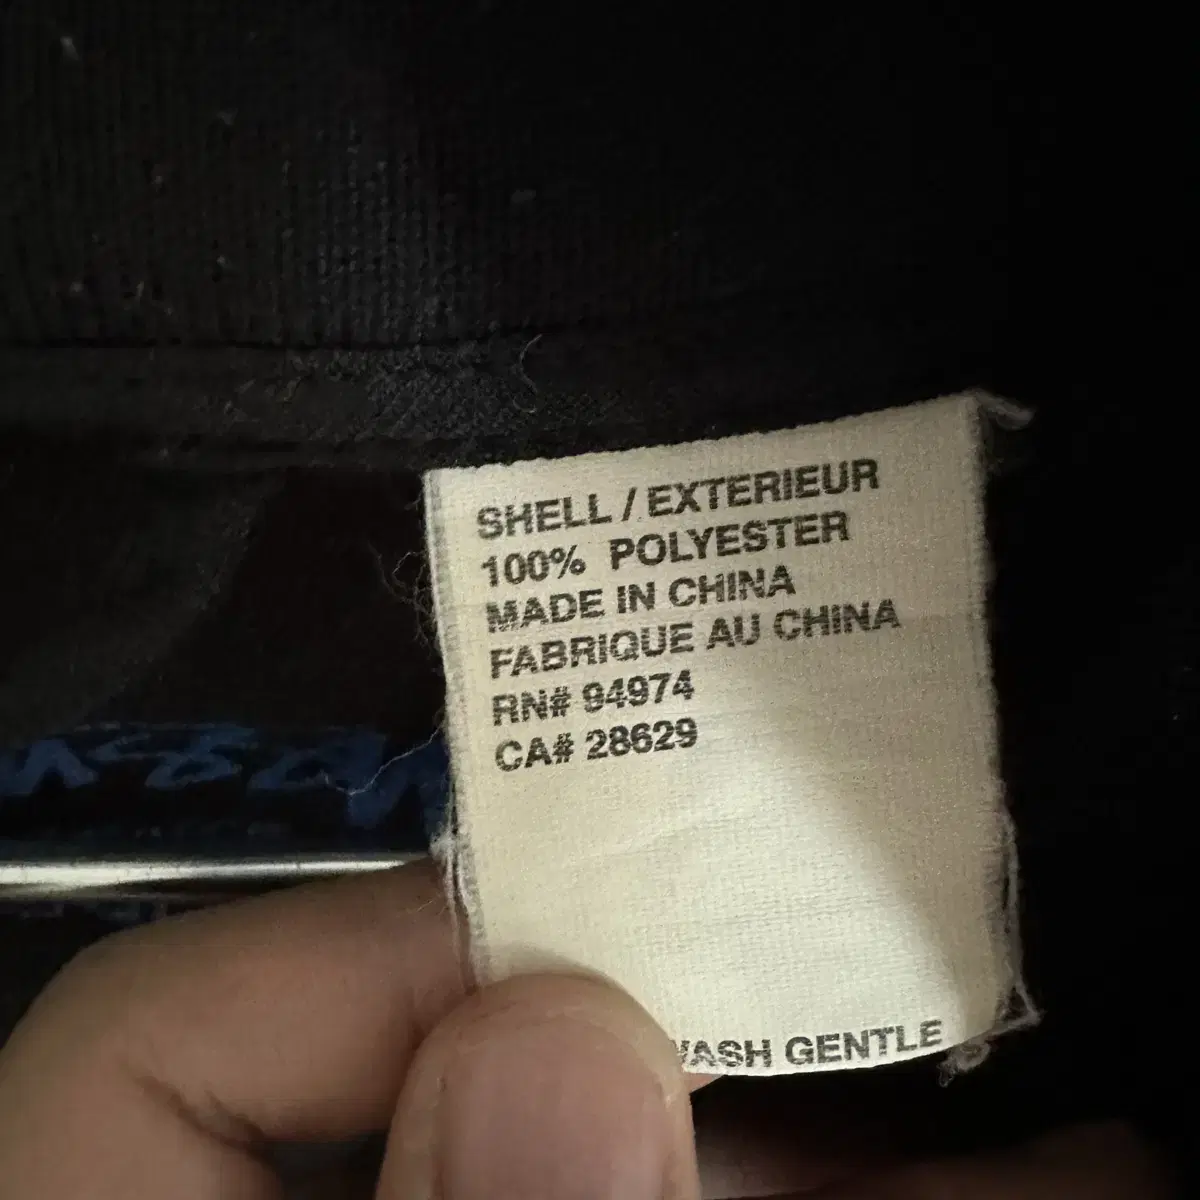 SHELL / EXTERIEUR
100% POLYESTER
MADE IN CHINA
FABRIQUE AU CHINA
RN# 94974
CA# 28629
WASH GENTLE